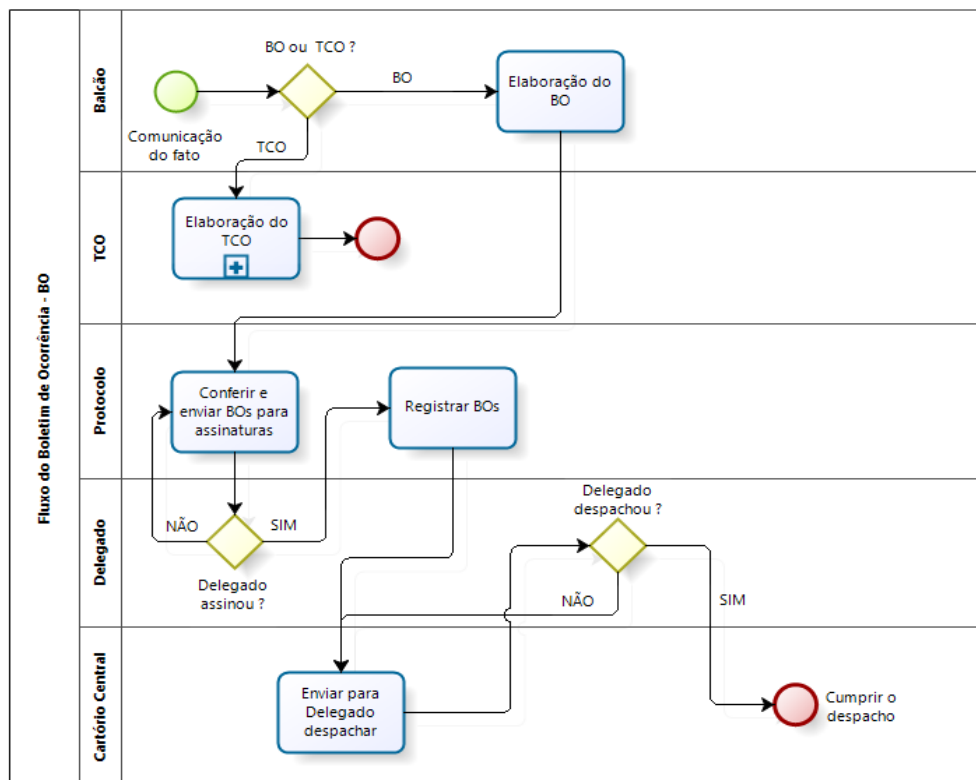 Fluxo do Boletim de Ocorrência - BO
Balcão
BO ou TCO ?
BO
Elaboração do
BO
Comunicação
do fato
TCO
TCO
Elaboração do
TCO
Protocolo
Conferir e
enviar BOs para
assinaturas
Registrar BOs
Delegado
NÃO
SIM
Delegado
assinou ?
Delegado
despachou ?
NÃO
SIM
Cartório Central
Enviar para
Delegado
despachar
Cumprir o
despacho